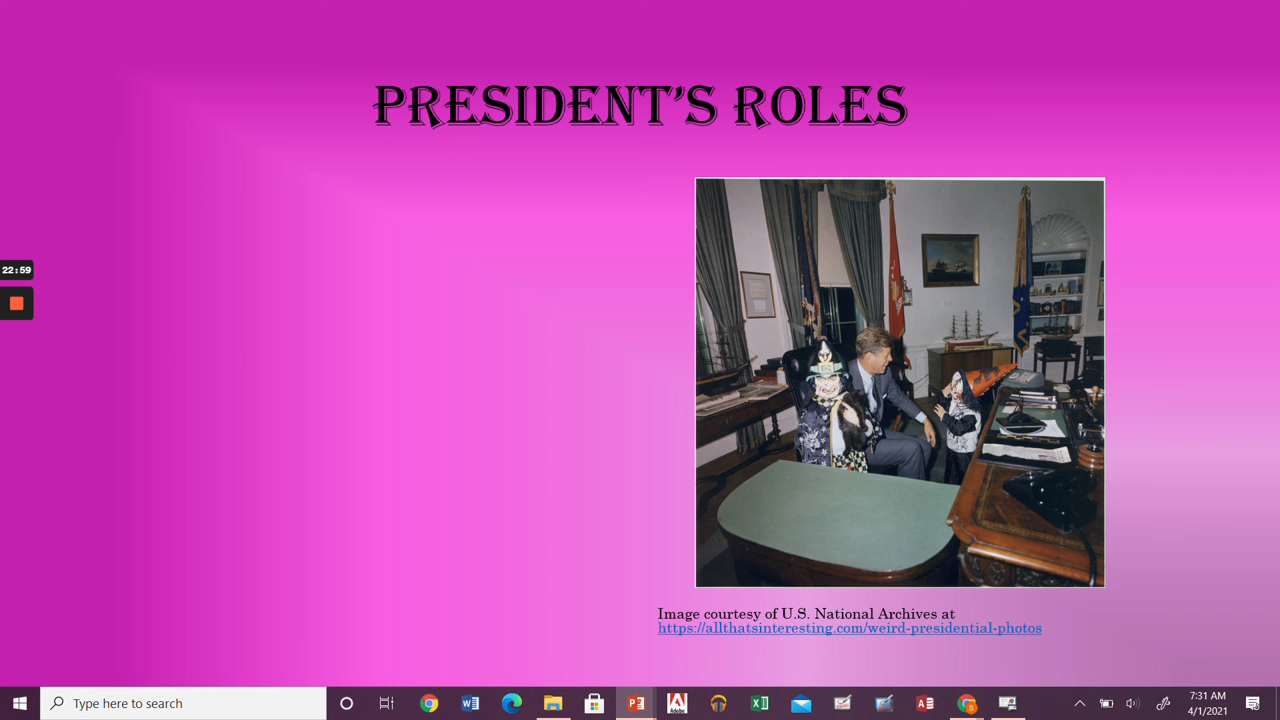 PRESIDENT'S ROLES
22:59
Image courtesy of U.S. National Archives at
https://allthatsinteresting.com/weird-presidential-photos
Type here to search
7:31 AM
4/1/2021